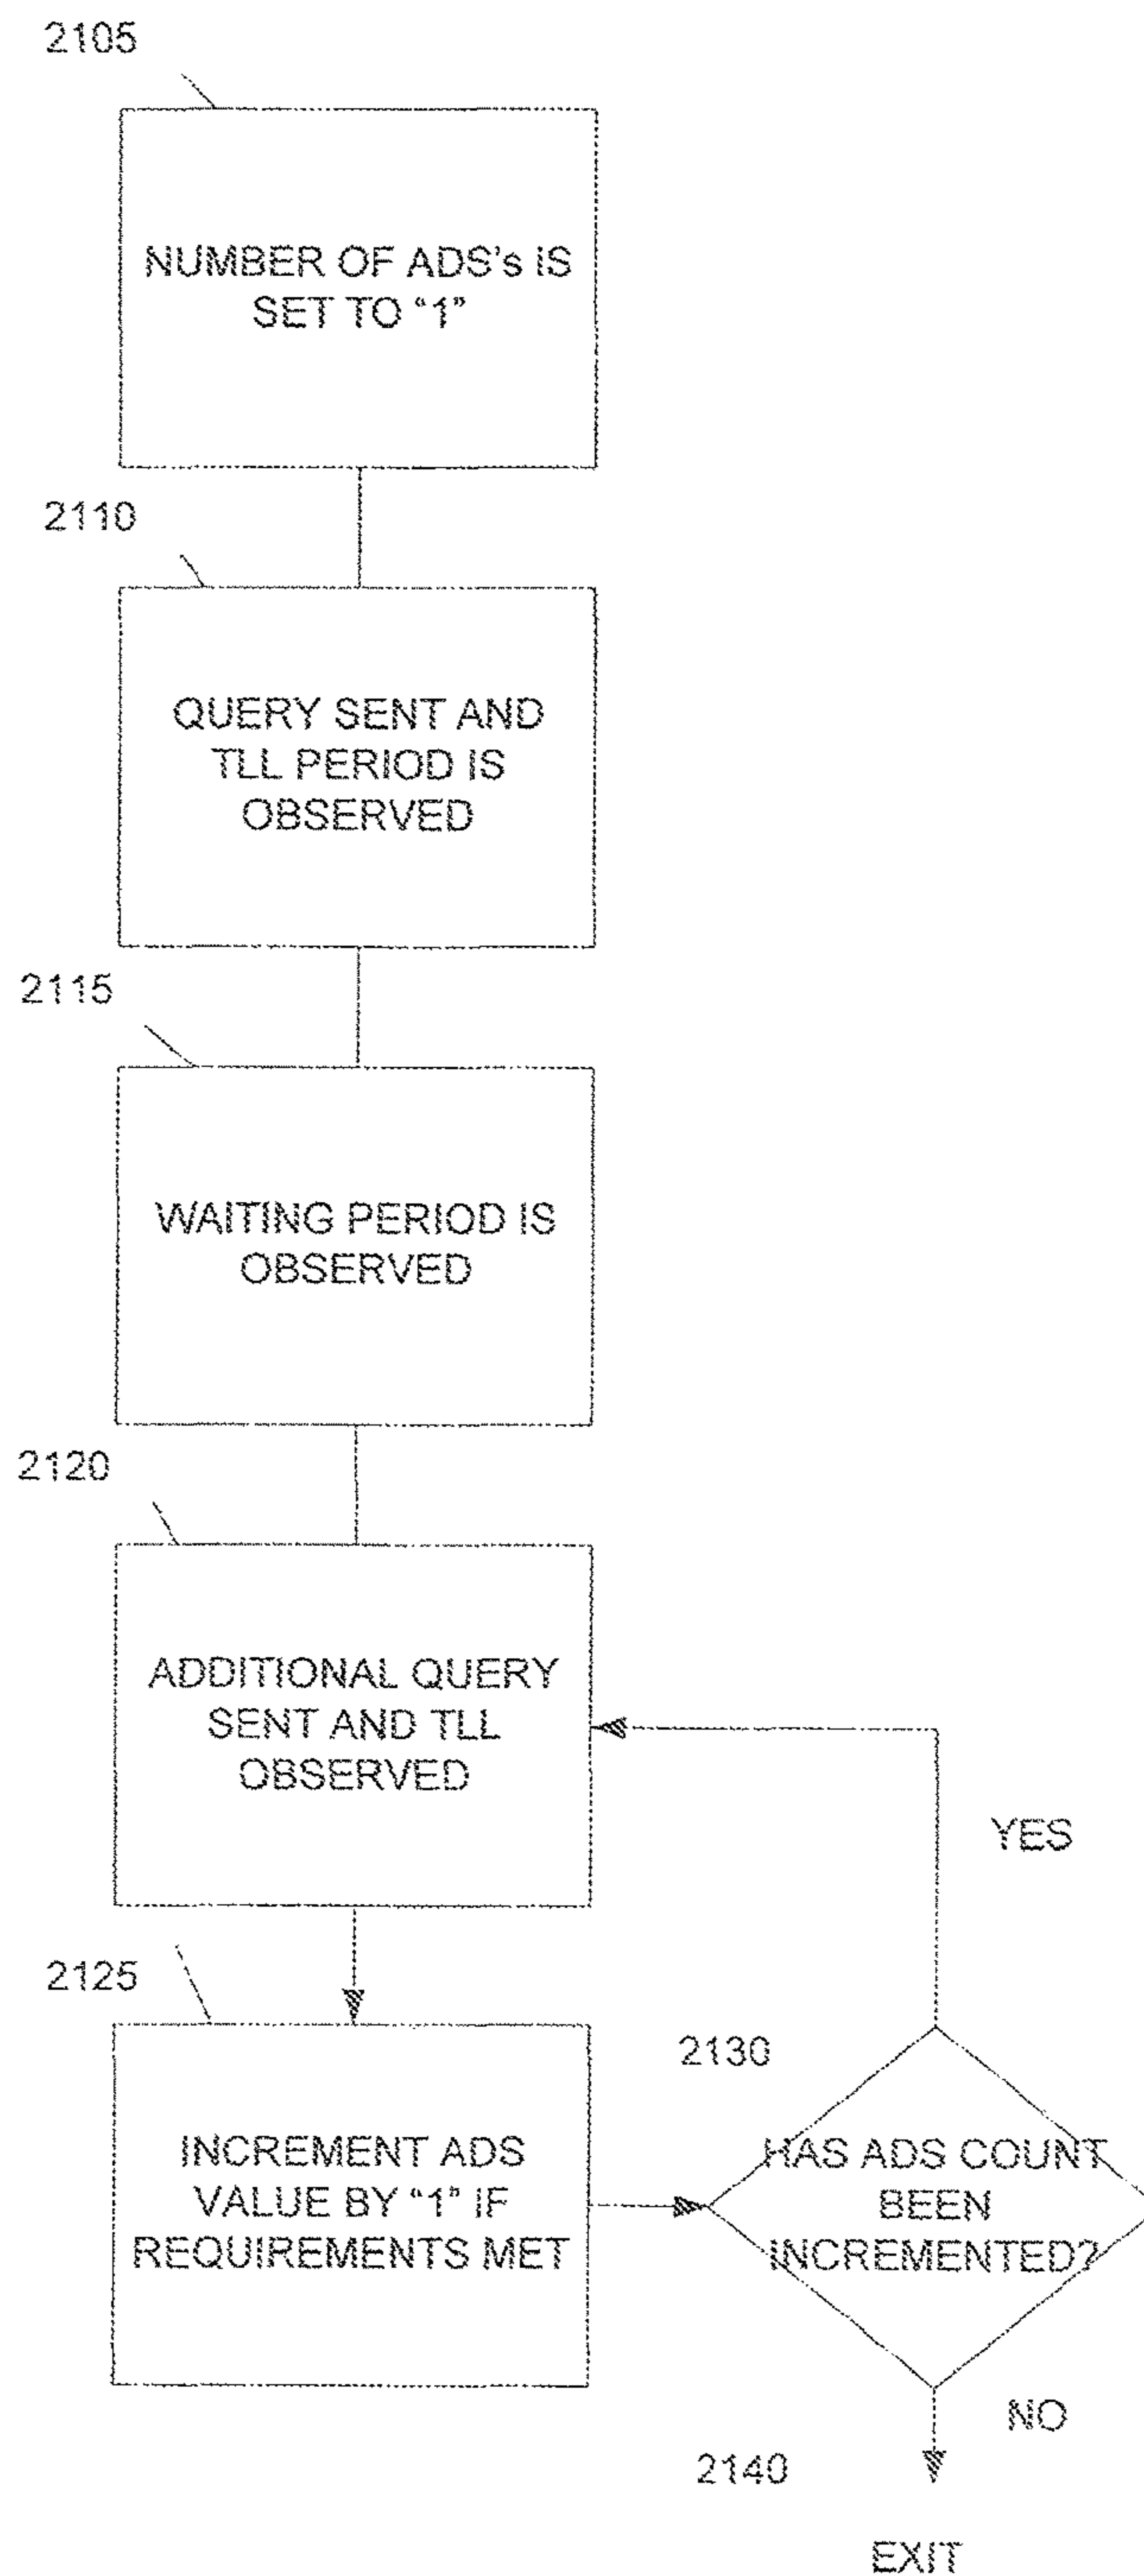 2105
NUMBER OF ADS's IS
SET TO "1"
2110
QUERY SENT AND
TLL PERIOD IS
OBSERVED
2115
WAITING PERIOD IS
OBSERVED
2120
ADDITIONAL QUERY
SENT AND TLL
OBSERVED
YES
2125
INCREMENT ADS
VALUE BY "1" IF
REQUIREMENTS MET
2130
HAS ADS COUNT
BEEN
INCREMENTED?
NO
2140
EXIT